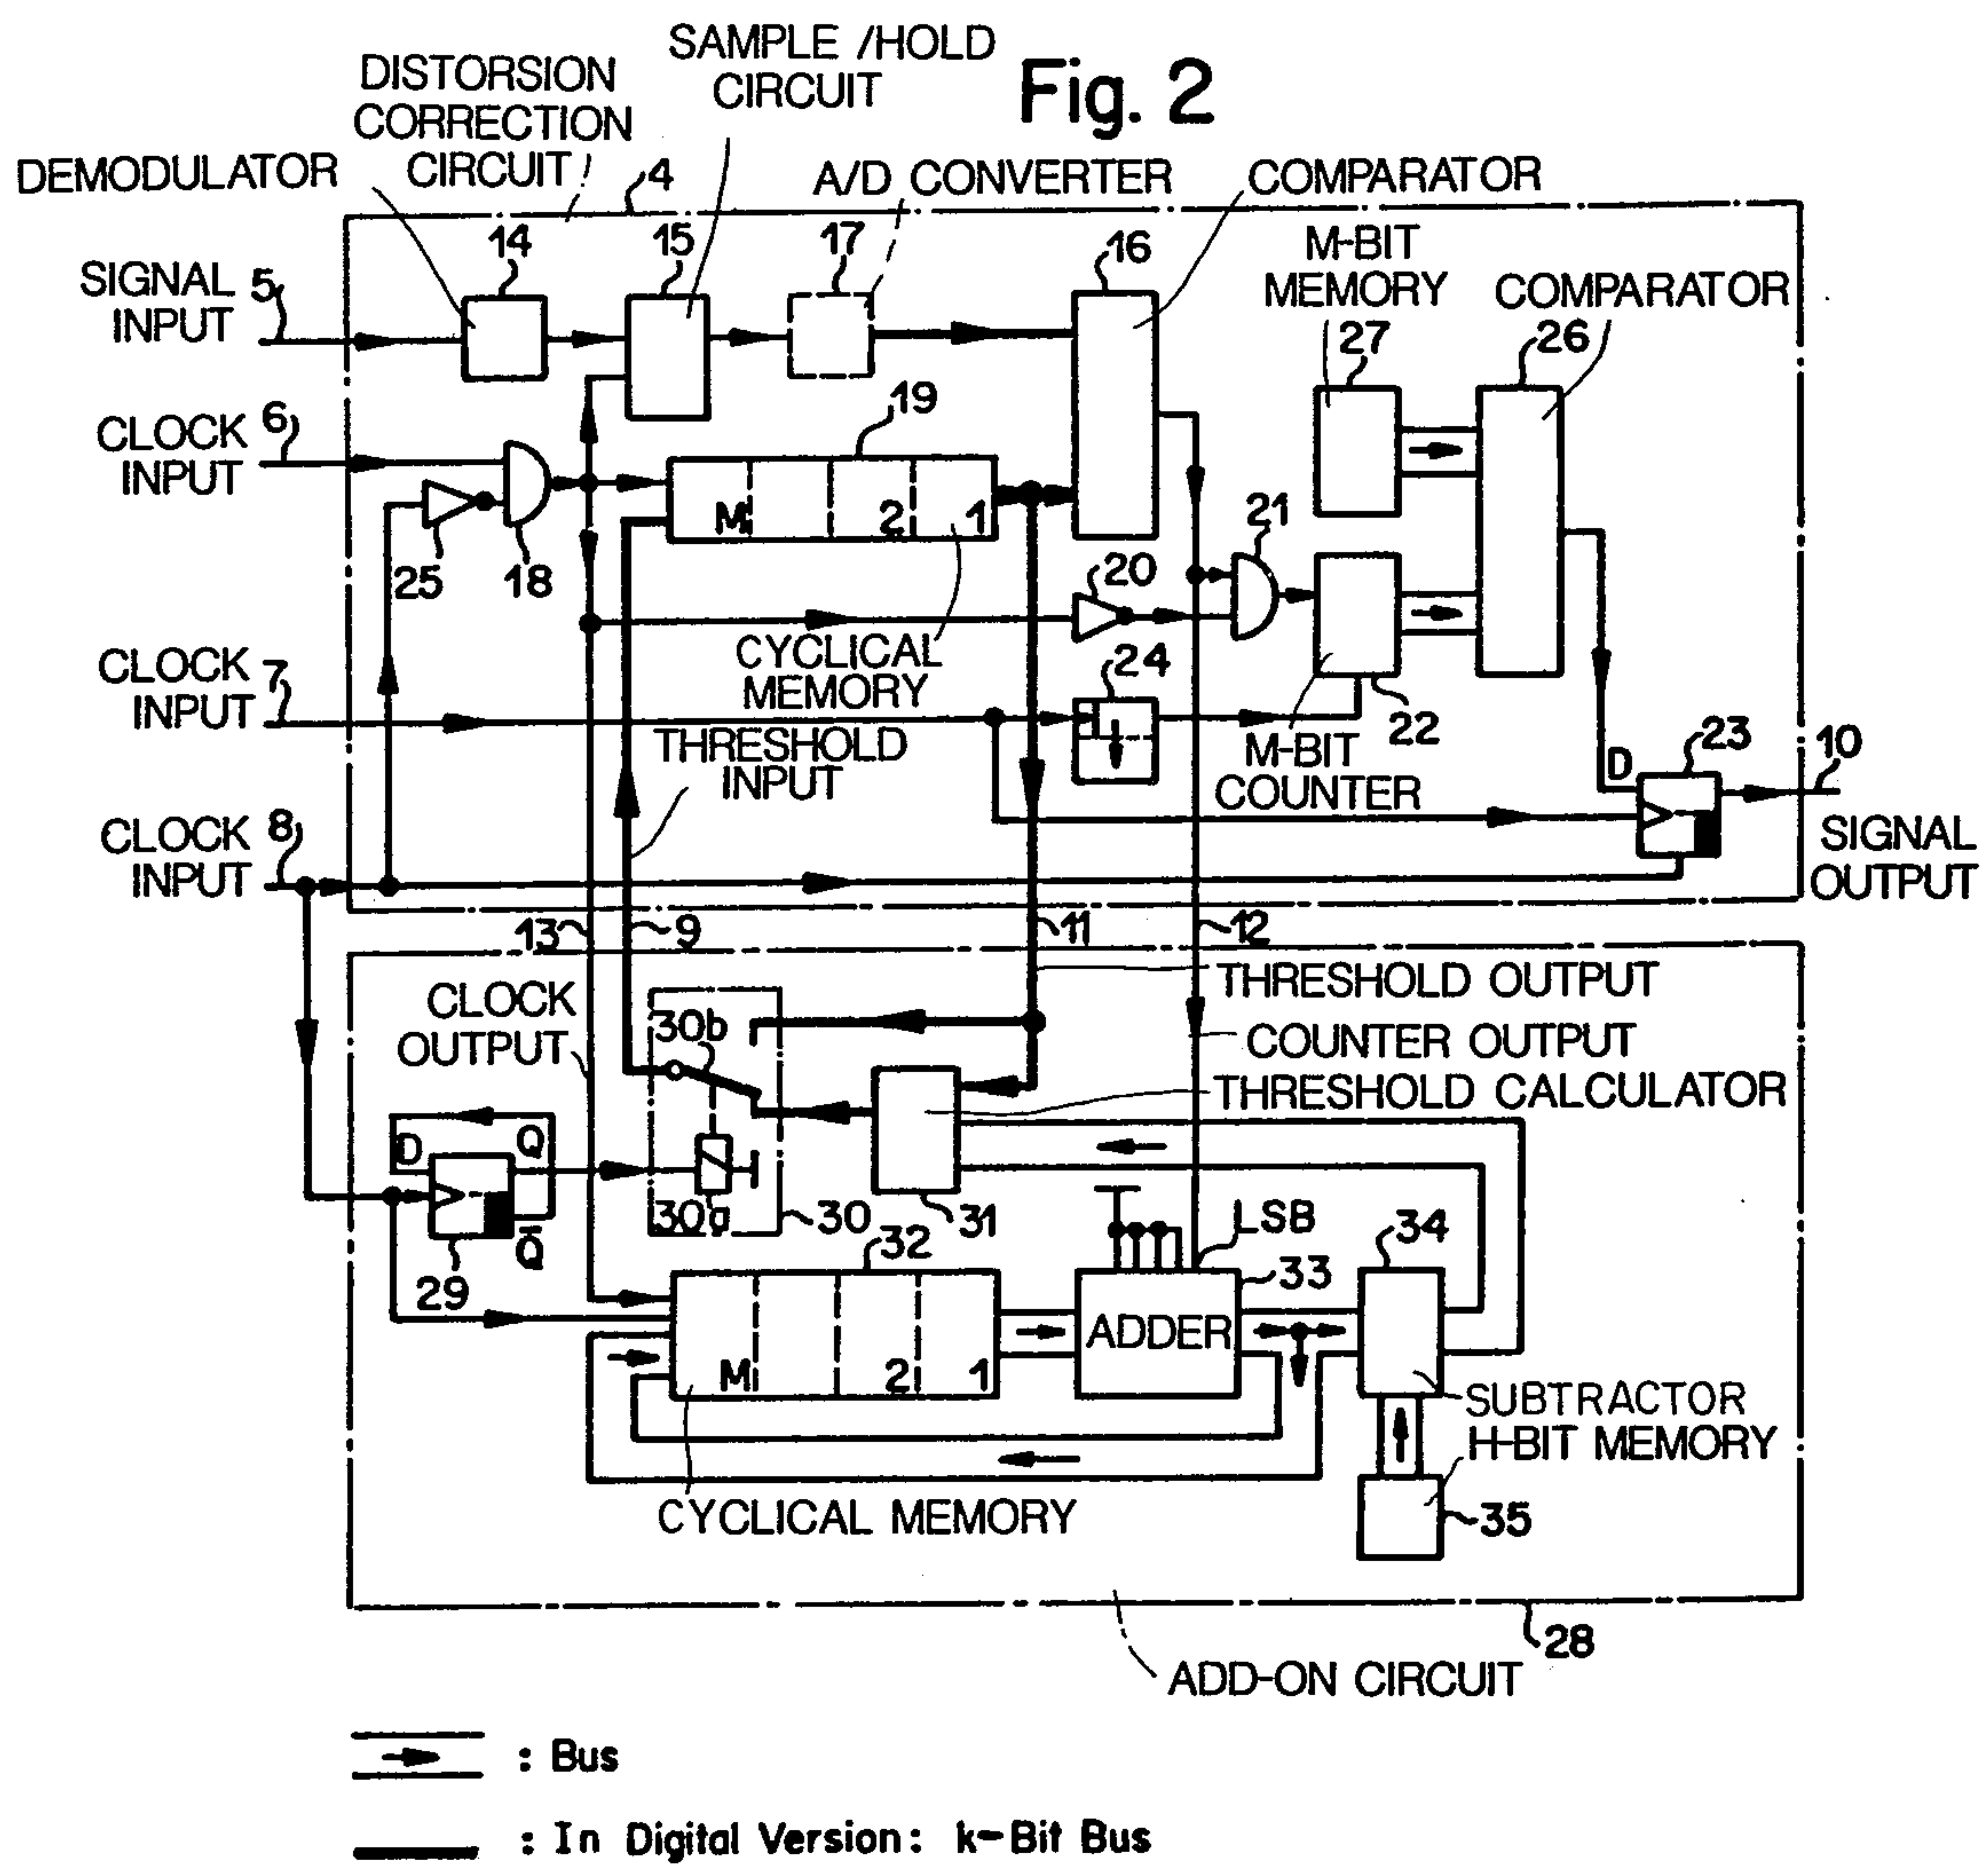 Fig. 2
SAMPLE /HOLD
CIRCUIT
DISTORSION
CORRECTION
CIRCUIT
DEMODULATOR
4
A/D CONVERTER
COMPARATOR
14
15
17
16
M-BIT
MEMORY
COMPARATOR
SIGNAL
INPUT
5
27
26
CLOCK
INPUT
6
19
M
2
1
21
25
18
20
CYCLICAL
MEMORY
CLOCK
INPUT
7
24
22
THRESHOLD
INPUT
M-BIT
COUNTER
D
23
10
CLOCK
INPUT
8
SIGNAL
OUTPUT
13
9
11
12
THRESHOLD OUTPUT
CLOCK
OUTPUT
30b
COUNTER OUTPUT
THRESHOLD CALCULATOR
D
Q
Q̄
29
30a
30
31
LSB
32
33
34
M
2
1
ADDER
SUBTRACTOR
H-BIT MEMORY
CYCLICAL MEMORY
35
28
ADD-ON CIRCUIT
: Bus
: In Digital Version: k-Bit Bus